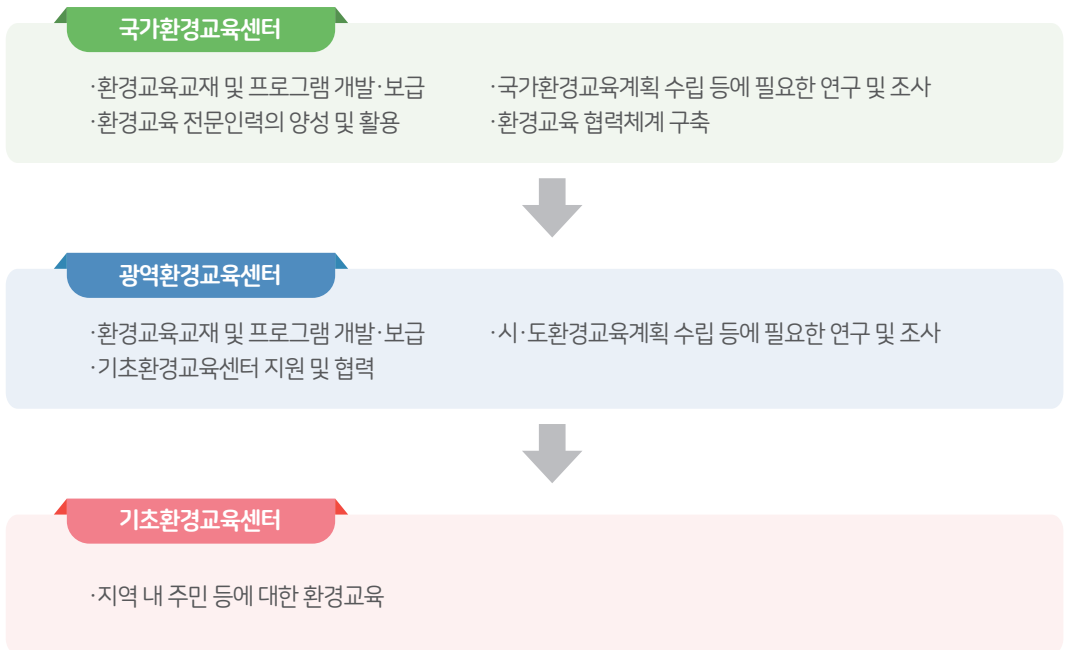 국가환경교육센터
·환경교육교재 및 프로그램 개발·보급
·국가환경교육계획 수립 등에 필요한 연구 및 조사
·환경교육 전문인력의 양성 및 활용
·환경교육 협력체계 구축
광역환경교육센터
·환경교육교재 및 프로그램 개발·보급
·시·도환경교육계획 수립 등에 필요한 연구 및 조사
·기초환경교육센터 지원 및 협력
기초환경교육센터
·지역 내 주민 등에 대한 환경교육